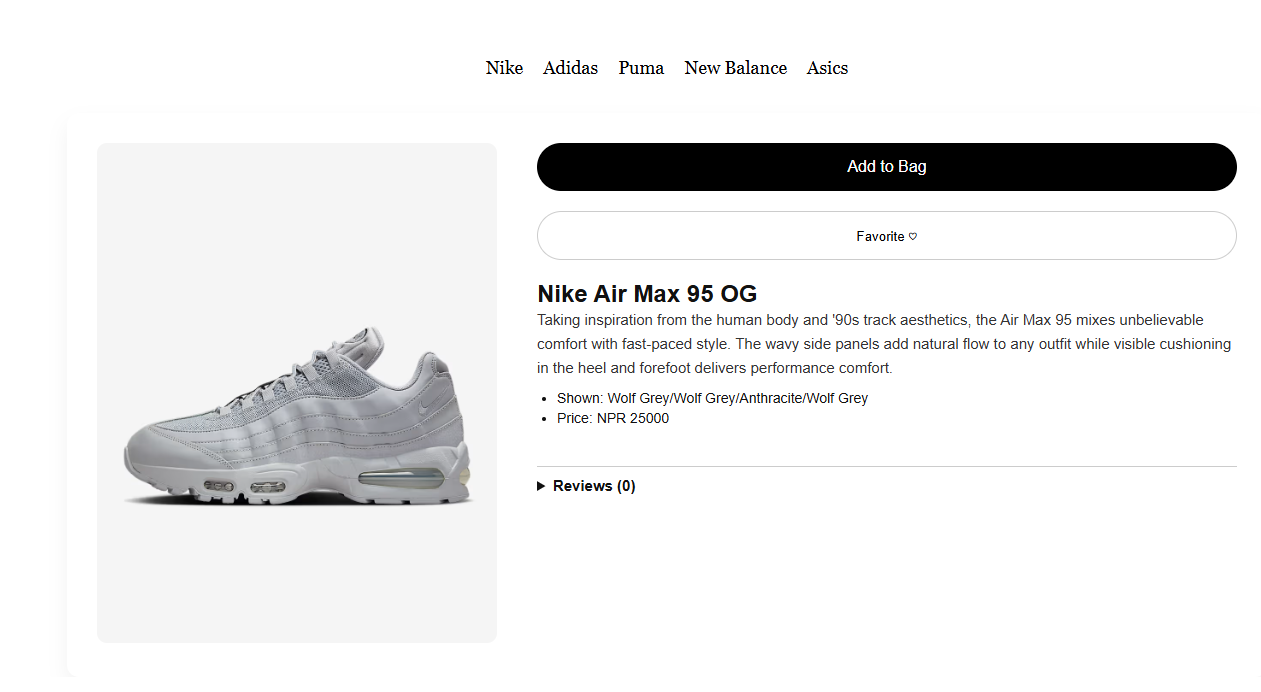 Nike Adidas Puma New Balance Asics
Add to Bag
Favorite ♡
Nike Air Max 95 OG
Taking inspiration from the human body and '90s track aesthetics, the Air Max 95 mixes unbelievable
comfort with fast-paced style. The wavy side panels add natural flow to any outfit while visible cushioning
in the heel and forefoot delivers performance comfort.
• Shown: Wolf Grey/Wolf Grey/Anthracite/Wolf Grey
• Price: NPR 25000
▶ Reviews (0)